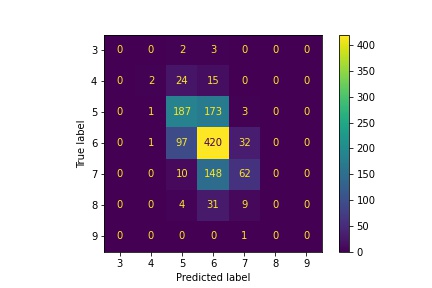 3 0 0 2 3 0 0 0
4 0 2 24 15 0 0 0
5 0 1 187 173 3 0 0
6 0 1 97 420 32 0 0
7 0 0 10 148 62 0 0
8 0 0 4 31 9 0 0
9 0 0 0 0 1 0 0
3 4 5 6 7 8 9
Predicted label
True label
400
350
300
250
200
150
100
50
0